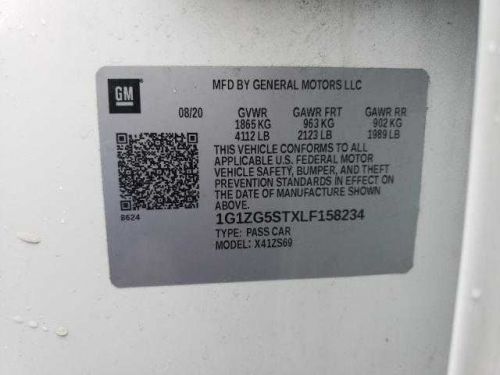 GM
MFD BY GENERAL MOTORS LLC
08/20 GVWR GAWR FRT GAWR RR
1865 KG 963 KG 902 KG
4112 LB 2123 LB 1989 LB
THIS VEHICLE CONFORMS TO ALL
APPLICABLE U.S. FEDERAL MOTOR
VEHICLE SAFETY, BUMPER, AND THEFT
PREVENTION STANDARDS IN EFFECT ON
THE DATE OF MANUFACTURE SHOWN
ABOVE.
1G1ZG5STXLF158234
B624
TYPE: PASS CAR
MODEL: X41ZS69